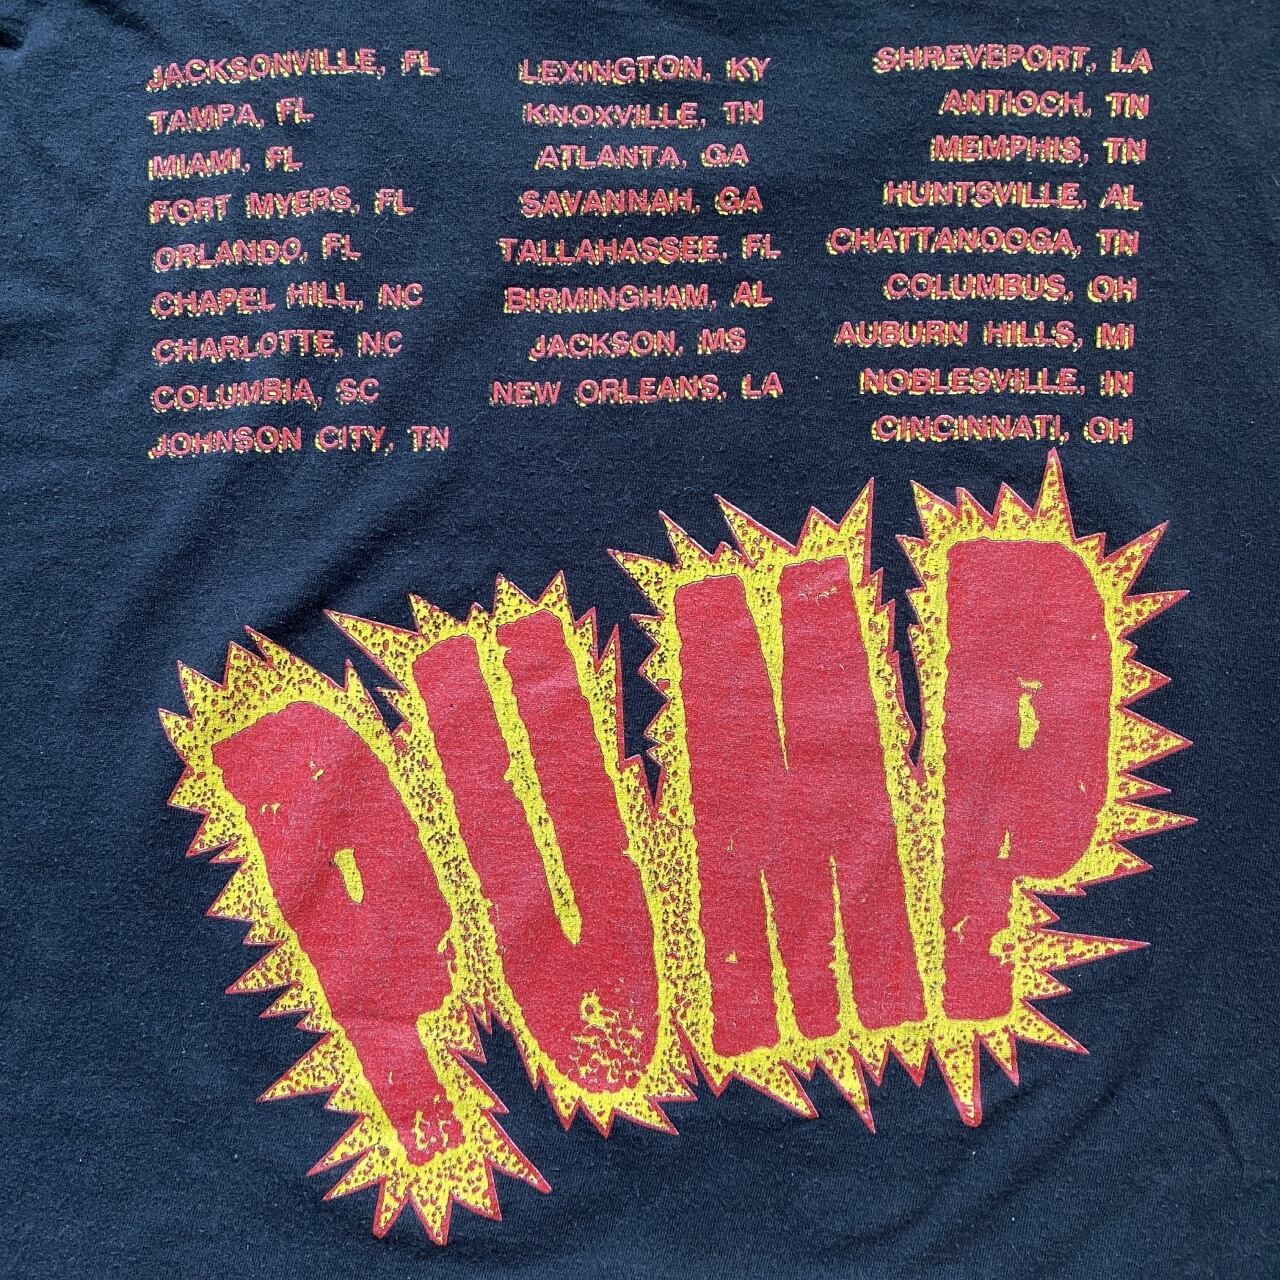 JACKSONVILLE, FL
TAMPA, FL
MIAMI, FL
FORT MYERS, FL
ORLANDO, FL
CHAPEL HILL, NC
CHARLOTTE, NC
COLUMBIA, SC
JOHNSON CITY, TN
LEXINGTON, KY
KNOXVILLE, TN
ATLANTA, GA
SAVANNAH, GA
TALLAHASSEE, FL
BIRMINGHAM, AL
JACKSON, MS
NEW ORLEANS, LA
SHREVEPORT, LA
ANTIOCH, TN
MEMPHIS, TN
HUNTSVILLE, AL
CHATTANOOGA, TN
COLUMBUS, OH
AUBURN HILLS, MI
NOBLESVILLE, IN
CINCINNATI, OH
PUMP